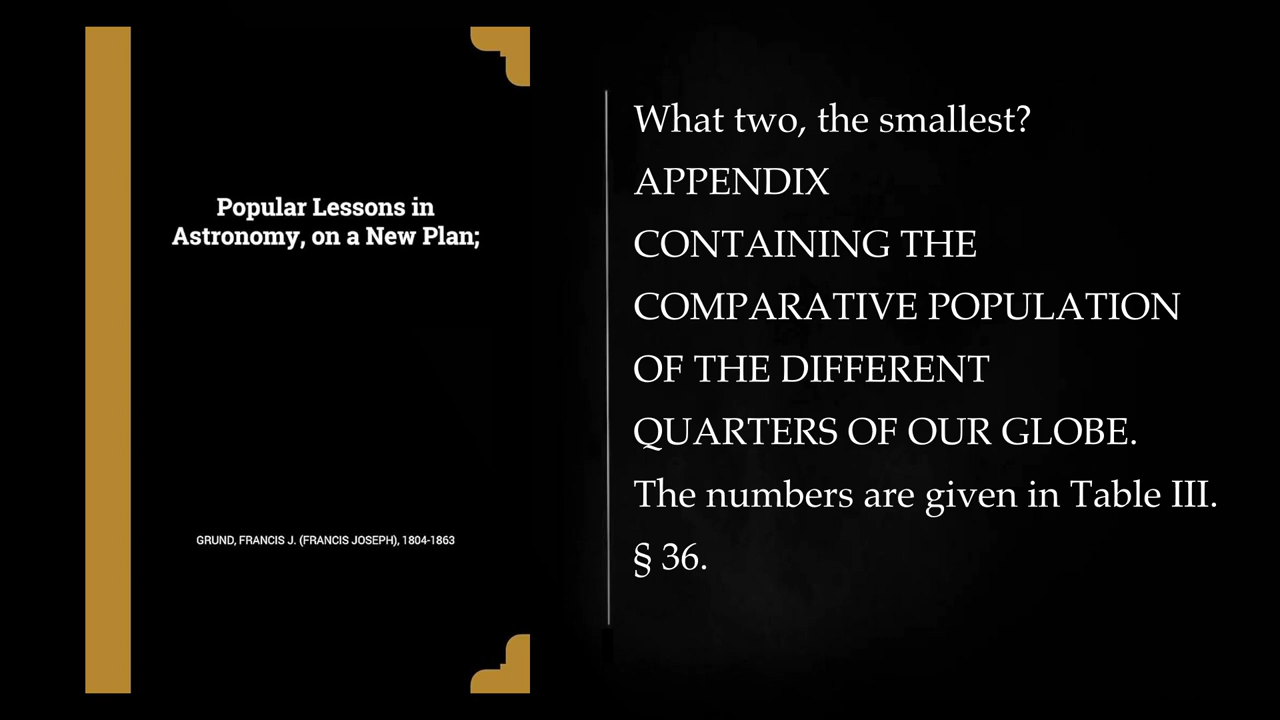 Popular Lessons in
Astronomy, on a New Plan;
GRUND, FRANCIS J. (FRANCIS JOSEPH), 1804-1863
What two, the smallest?
APPENDIX
CONTAINING THE
COMPARATIVE POPULATION
OF THE DIFFERENT
QUARTERS OF OUR GLOBE.
The numbers are given in Table III.
§ 36.